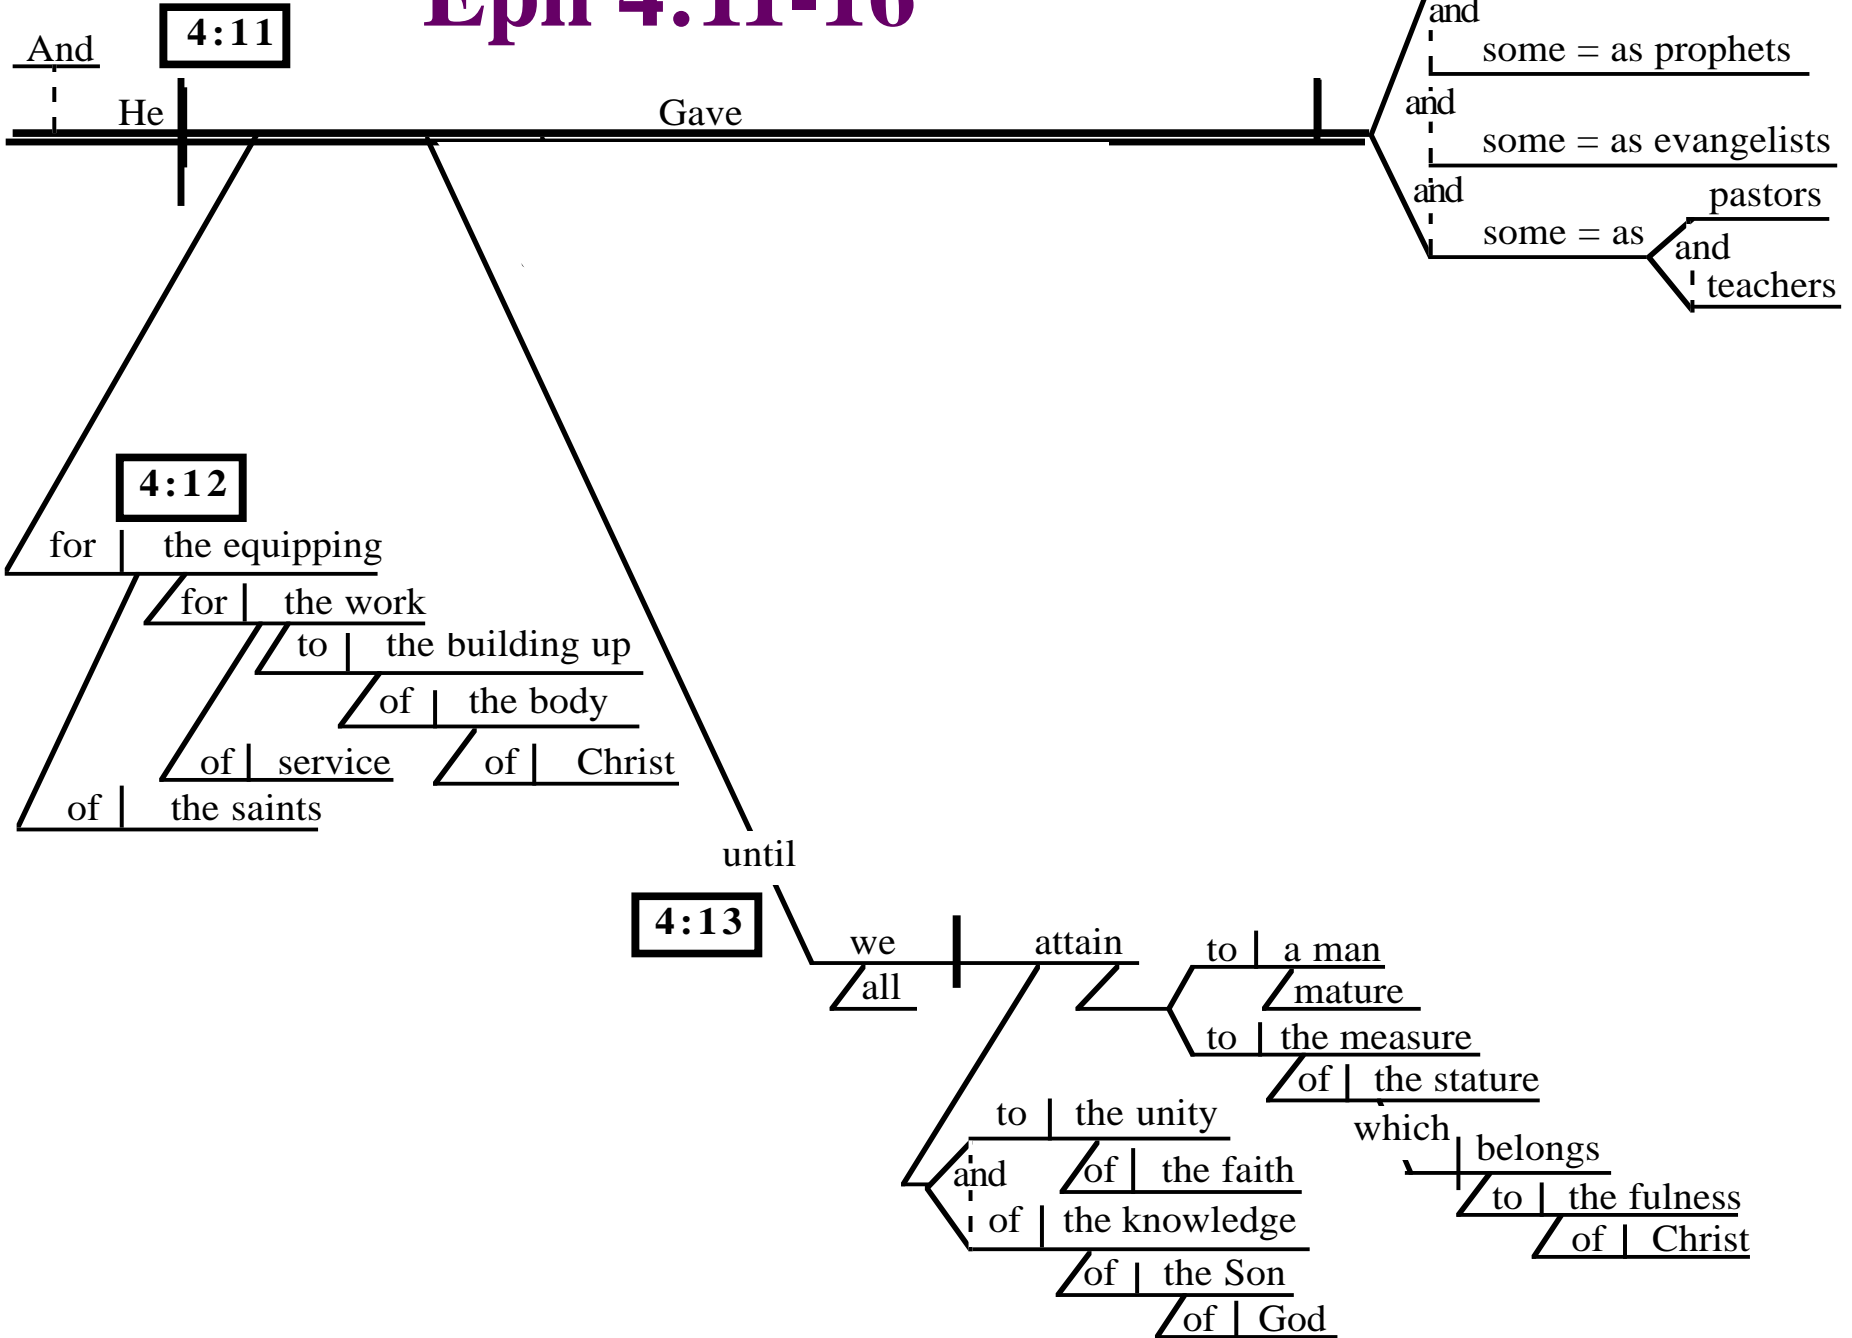 Eph 4:11-16
and
4:11
And
some = as prophets
He
Gave
and
some = as evangelists
and
pastors
some = as
and
teachers
4:12
for the equipping
for the work
to the building up
of the body
of service
of Christ
of the saints
until
4:13
we attain
all
to a man
mature
to the measure
of the stature
which
belongs
to the fulness
of Christ
to the unity
of the faith
and
of the knowledge
of the Son
of God